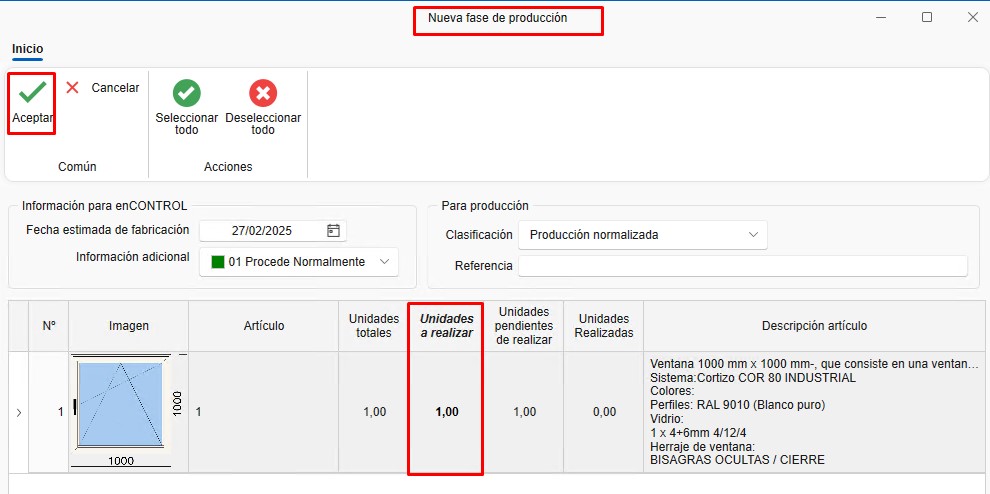 Nueva fase de producción
Inicio
Aceptar
Cancelar
Seleccionar todo
Deseleccionar todo
Común
Acciones
Información para enCONTROL
Fecha estimada de fabricación
27/02/2025
Información adicional
01 Procede Normalmente
Para producción
Clasificación
Producción normalizada
Referencia
Nº
Imagen
Artículo
Unidades totales
Unidades a realizar
Unidades pendientes de realizar
Unidades Realizadas
Descripción artículo
1
1000
1000
1
1,00
1,00
1,00
0,00
Ventana 1000 mm x 1000 mm-, que consiste en una ventan...
Sistema:Cortizo COR 80 INDUSTRIAL
Colores:
Perfiles: RAL 9010 (Blanco puro)
Vidrio:
1 x 4+6mm 4/12/4
Herraje de ventana:
BISAGRAS OCULTAS / CIERRE